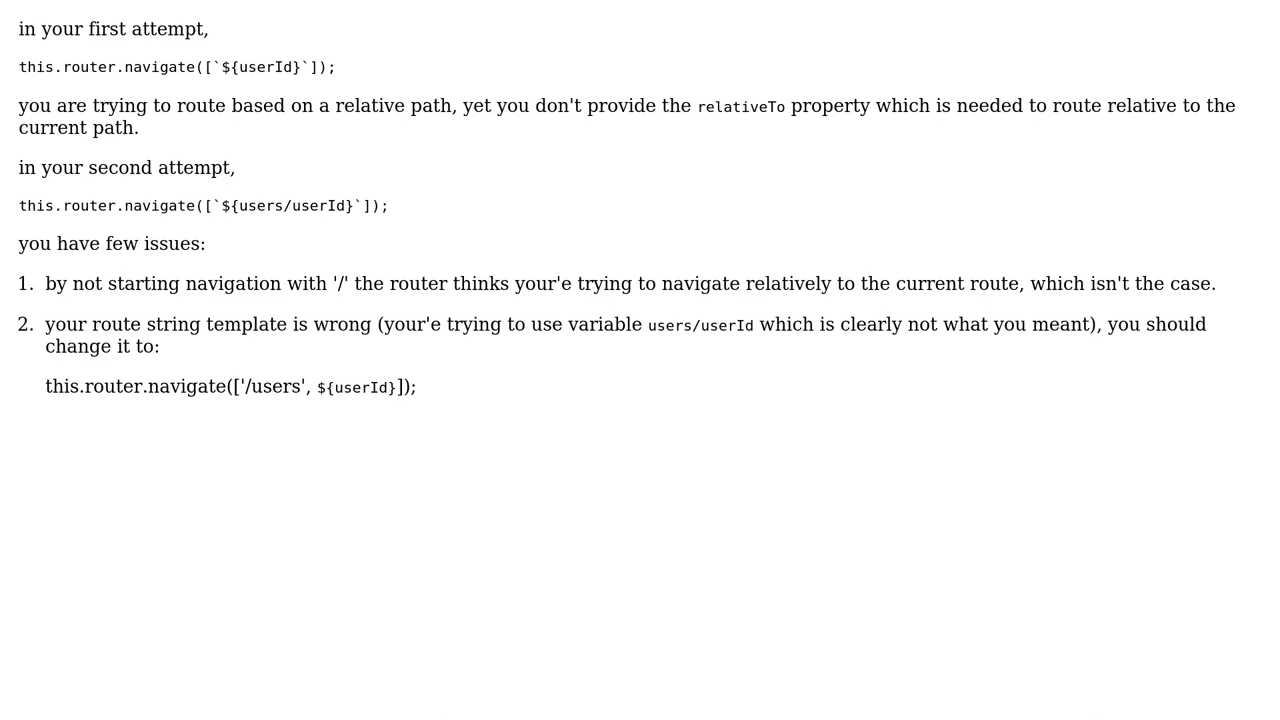 in your first attempt,
this.router.navigate([`${userId}`]);
you are trying to route based on a relative path, yet you don't provide the relativeTo property which is needed to route relative to the
current path.
in your second attempt,
this.router.navigate([`${users/userId}`]);
you have few issues:
1. by not starting navigation with '/' the router thinks your'e trying to navigate relatively to the current route, which isn't the case.
2. your route string template is wrong (your'e trying to use variable users/userId which is clearly not what you meant), you should
change it to:
this.router.navigate(['/users', ${userId}]);